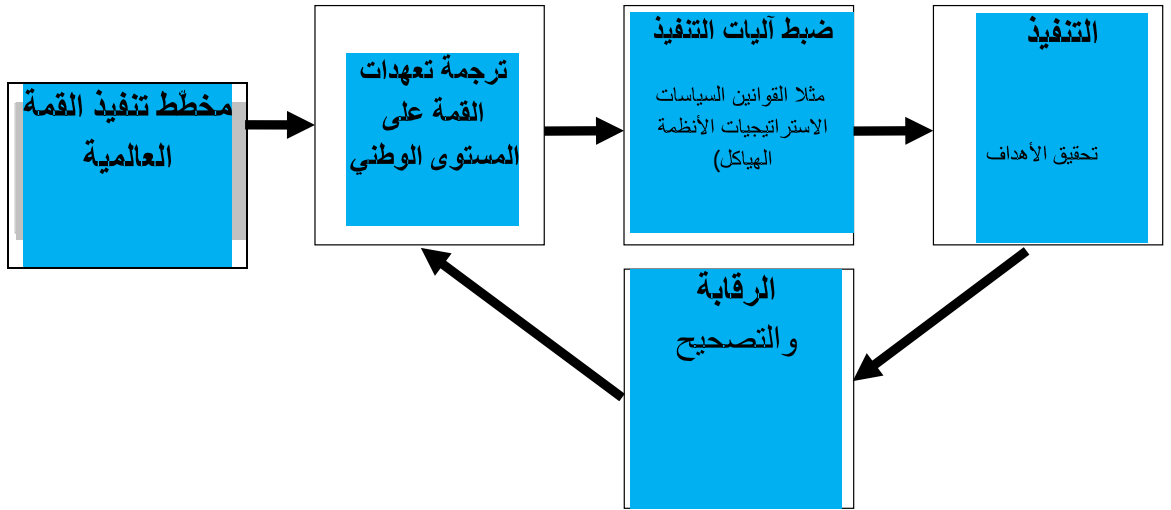 مخطّط تنفيذ القمة
العالمية
ترجمة تعهدات
القمة على
المستوى الوطني
ضبط آليات التنفيذ
مثلا القوانين السياسات
الاستراتيجيات الأنظمة
الهياكل)
التنفيذ
تحقيق الأهداف
الرقابة
والتصحيح